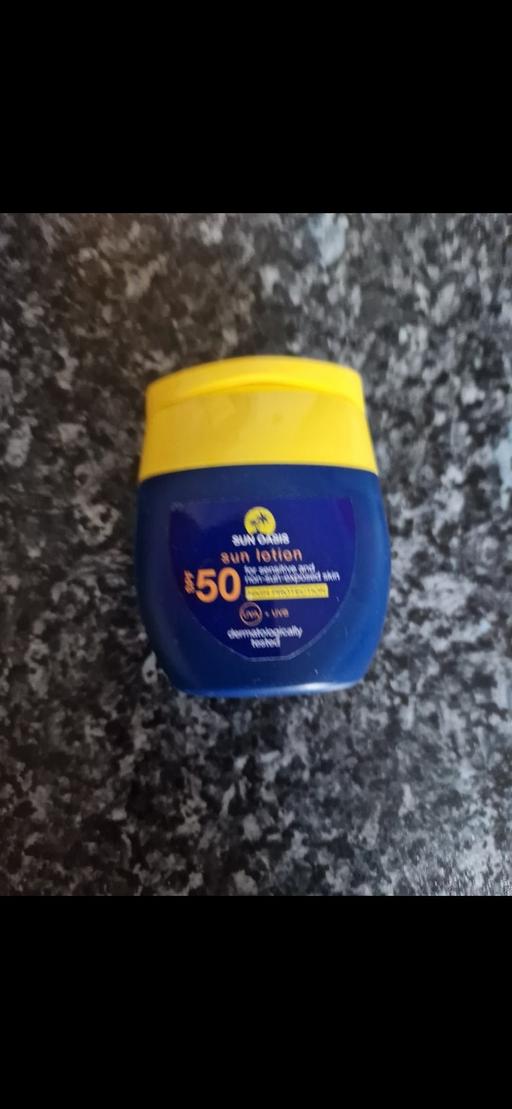 SUN OASIS
sun lotion
SPF 50
for sensitive and
non-sun-exposed skin
HIGH PROTECTION
UVA + UVB
dermatologically
tested